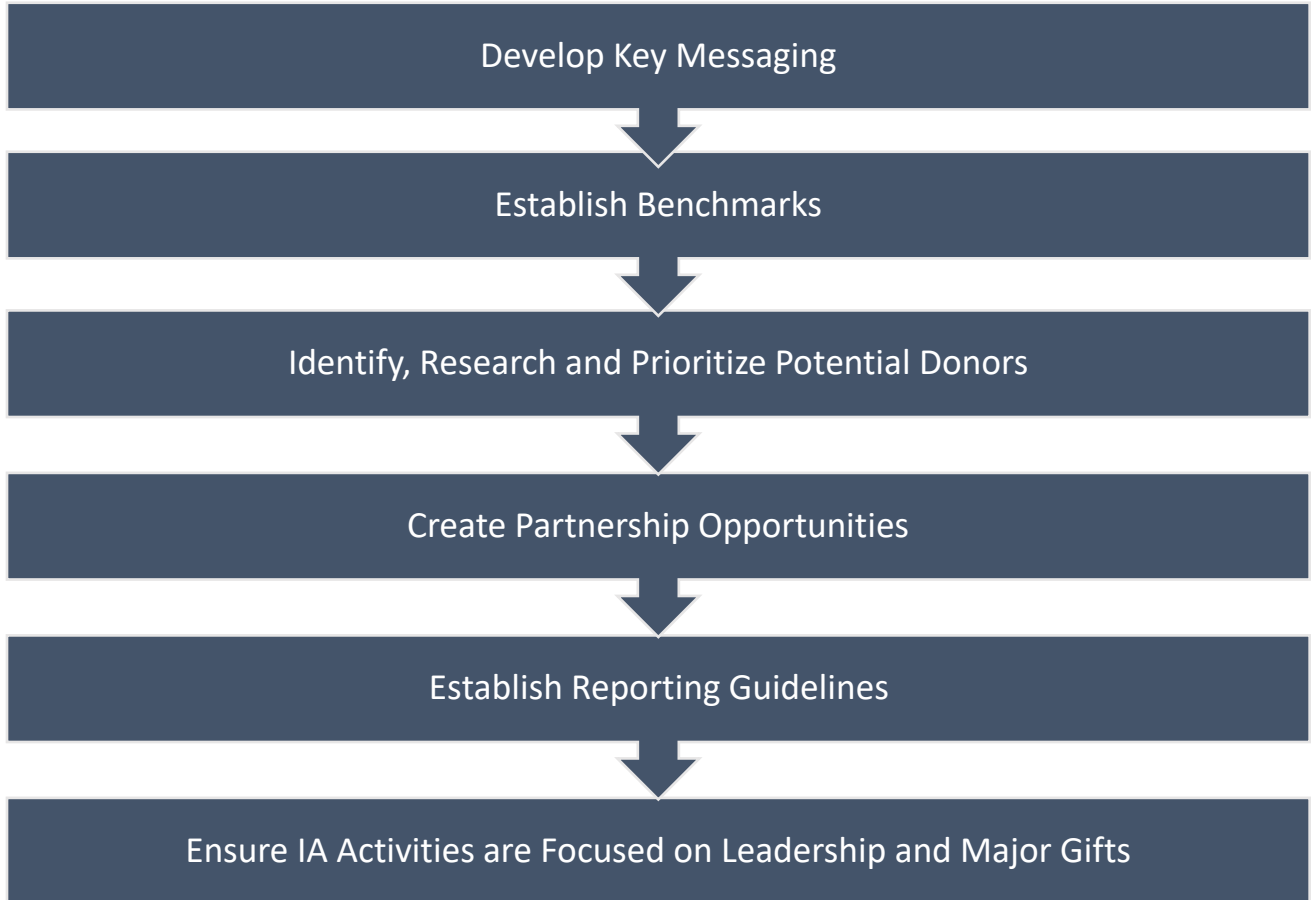 Develop Key Messaging
Establish Benchmarks
Identify, Research and Prioritize Potential Donors
Create Partnership Opportunities
Establish Reporting Guidelines
Ensure IA Activities are Focused on Leadership and Major Gifts